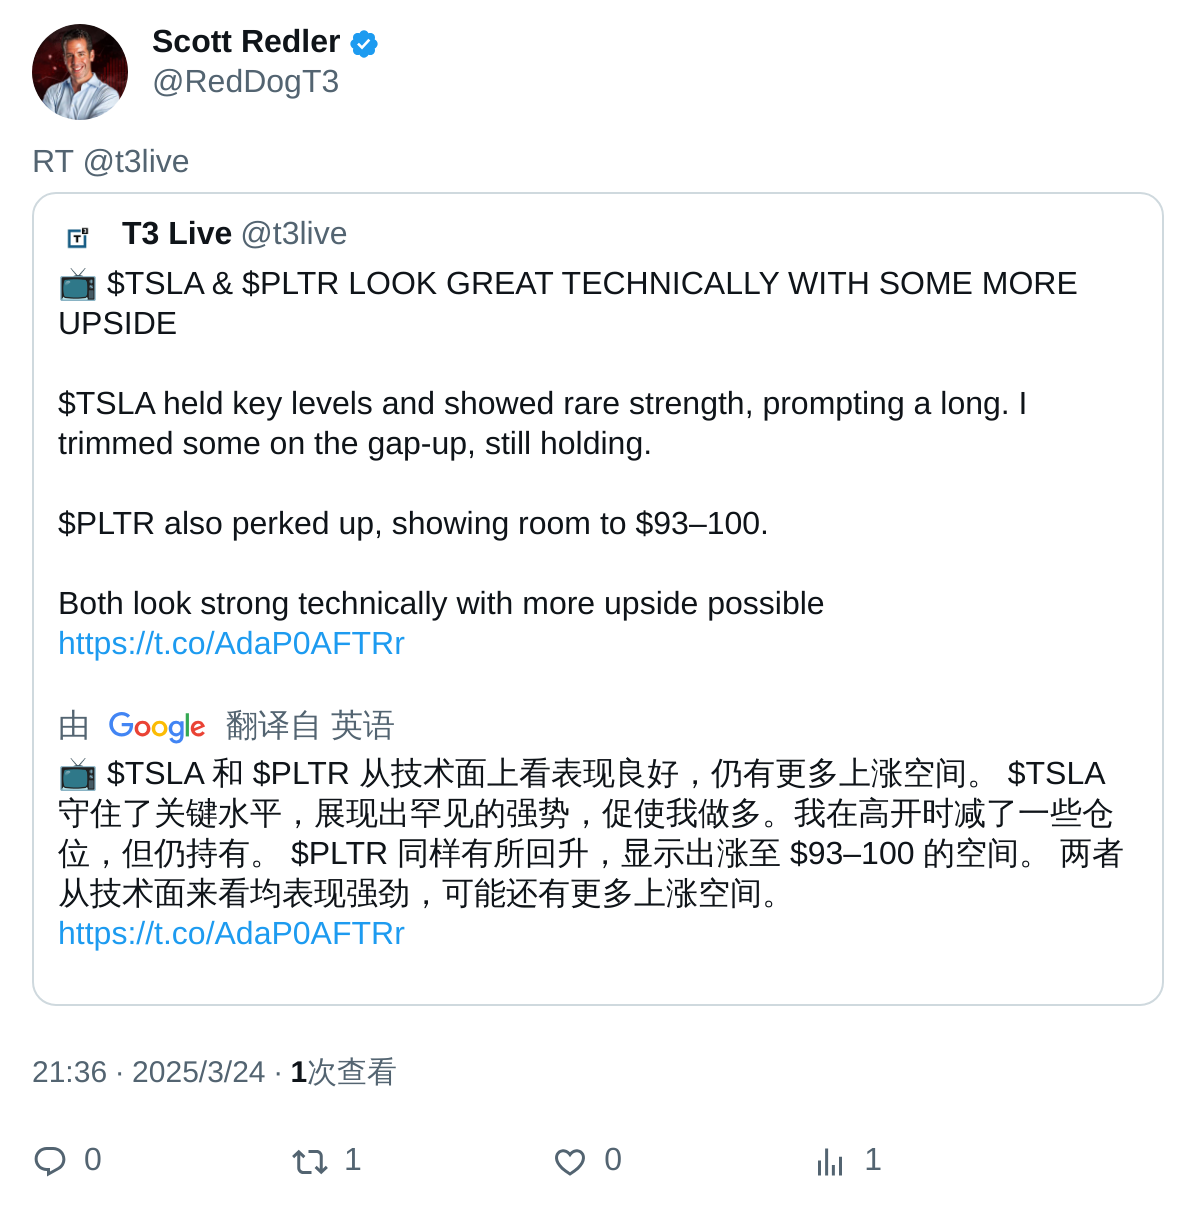 Scott Redler
@RedDogT3
RT @t3live
T3 Live @t3live
📺 $TSLA & $PLTR LOOK GREAT TECHNICALLY WITH SOME MORE
UPSIDE
$TSLA held key levels and showed rare strength, prompting a long. I
trimmed some on the gap-up, still holding.
$PLTR also perked up, showing room to $93–100.
Both look strong technically with more upside possible
https://t.co/AdaP0AFTRr
由 Google 翻译自 英语
📺 $TSLA 和 $PLTR 从技术面上看表现良好，仍有更多上涨空间。 $TSLA
守住了关键水平，展现出罕见的强势，促使我做多。我在高开时减了一些仓
位，但仍持有。 $PLTR 同样有所回升，显示出涨至 $93–100 的空间。 两者
从技术面来看均表现强劲，可能还有更多上涨空间。
https://t.co/AdaP0AFTRr
21:36 · 2025/3/24 · 1次查看
0 1 0 1